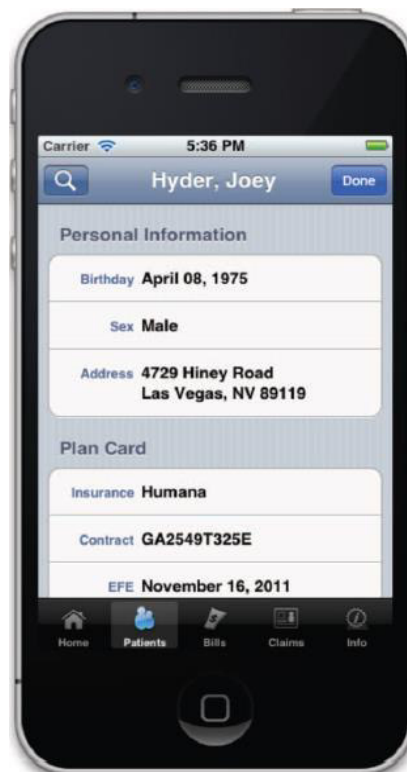 Carrier 5:36 PM
Hyder, Joey Done
Personal Information
Birthday April 08, 1975
Sex Male
Address 4729 Hiney Road
Las Vegas, NV 89119
Plan Card
Insurance Humana
Contract GA2549T325E
EFE November 16, 2011
Home Patients Bills Claims Info